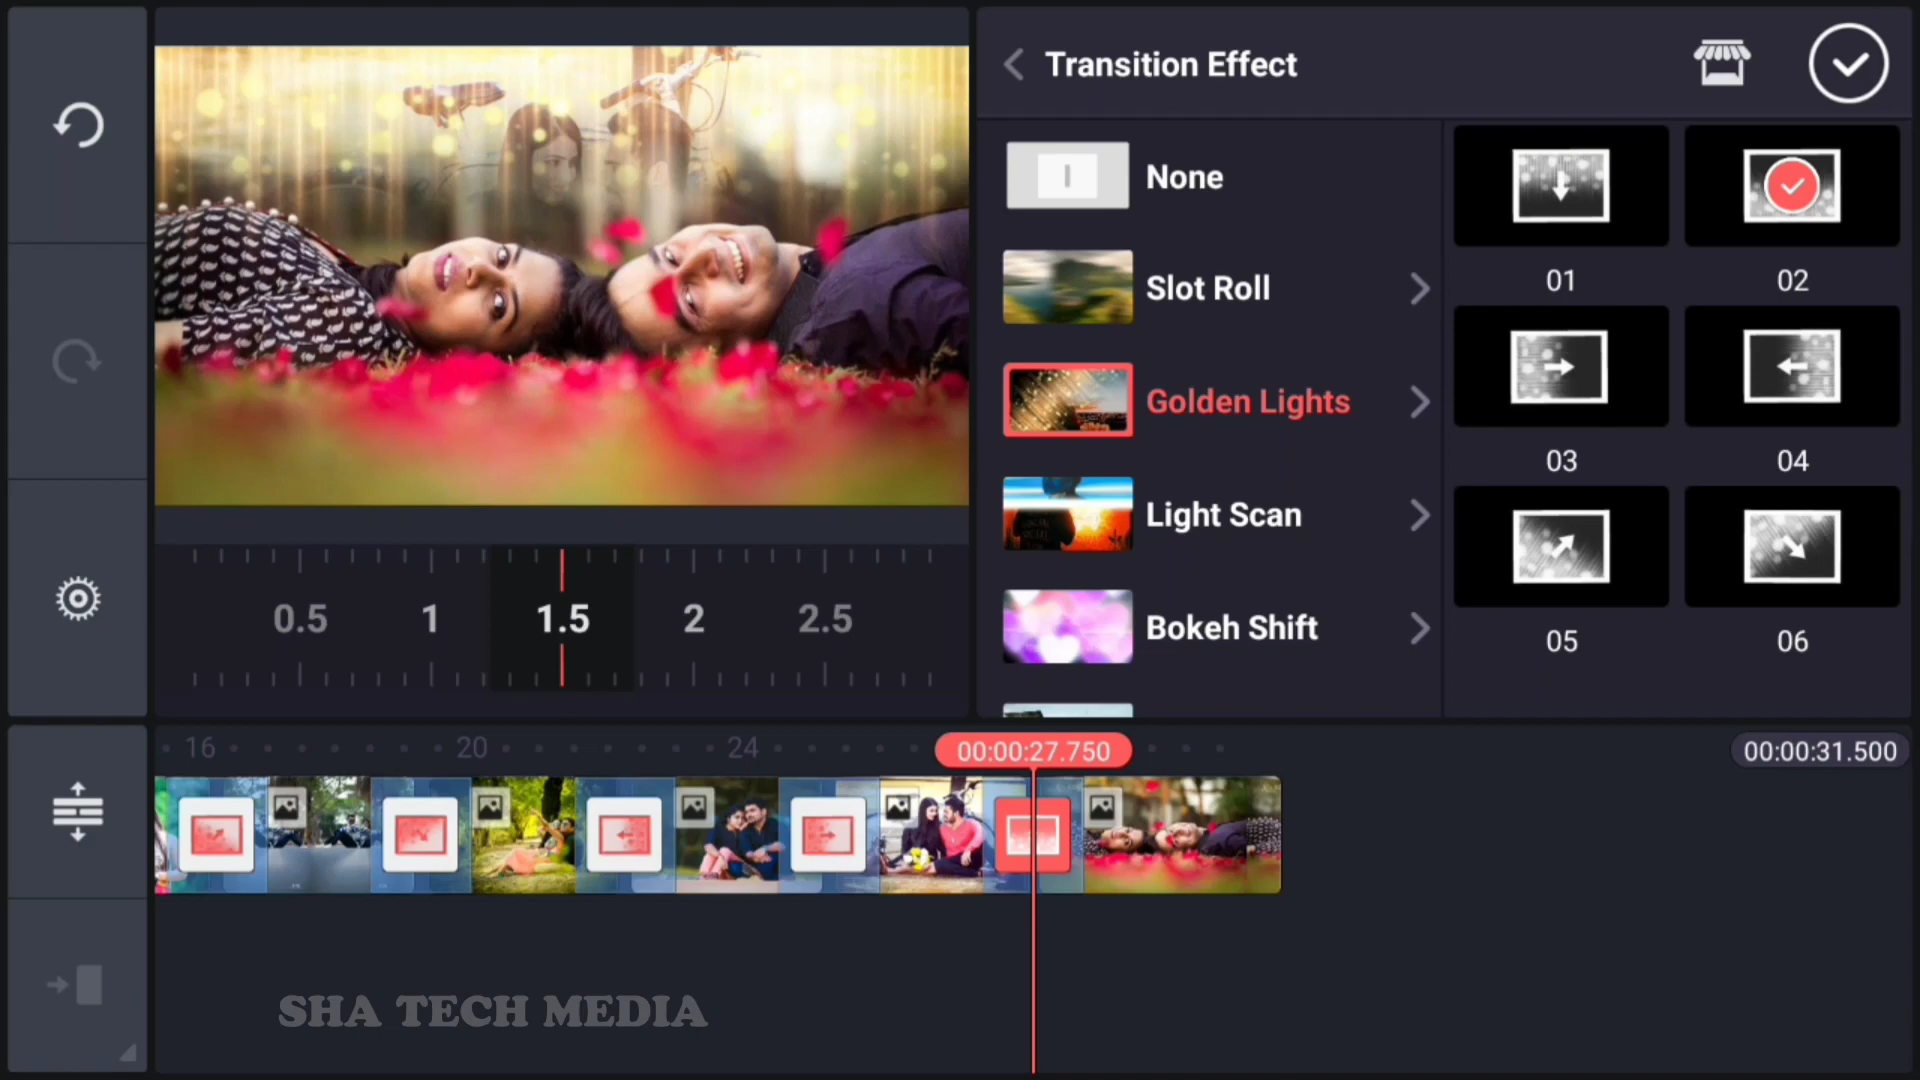 Transition Effect
None
Slot Roll
Golden Lights
Light Scan
Bokeh Shift
01
02
03
04
05
06
0.5
1
1.5
2
2.5
16
20
24
00:00:27.750
00:00:31.500
SHA TECH MEDIA